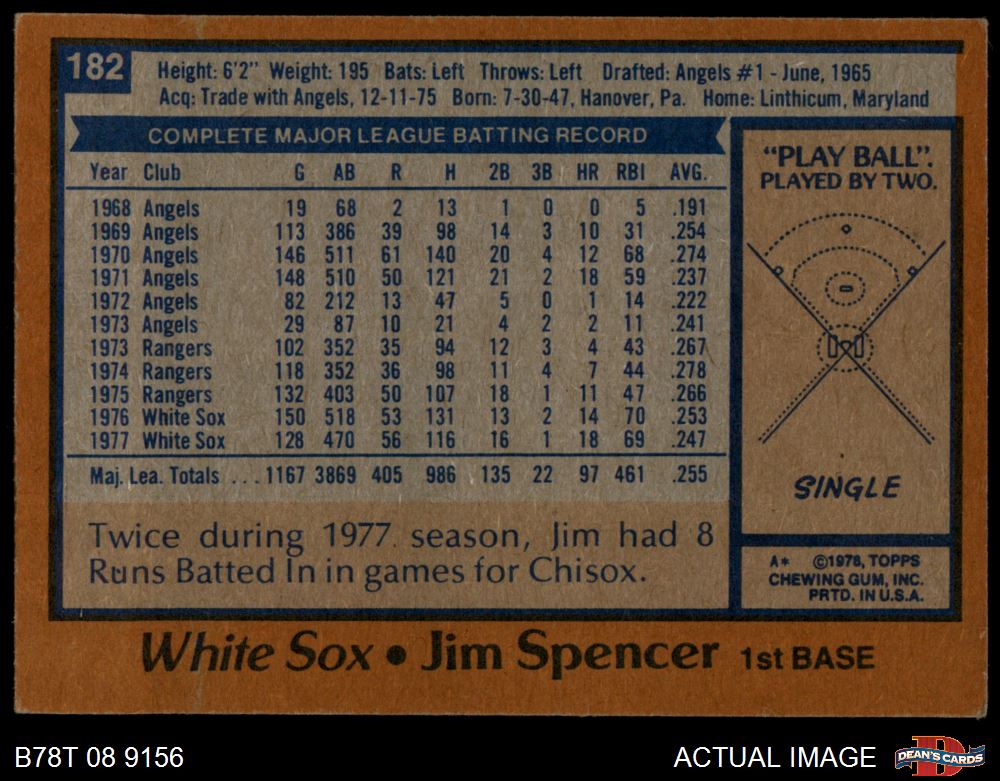 182
Height: 6'2" Weight: 195 Bats: Left Throws: Left Drafted: Angels #1 - June, 1965
Acq: Trade with Angels, 12-11-75 Born: 7-30-47, Hanover, Pa. Home: Linthicum, Maryland
COMPLETE MAJOR LEAGUE BATTING RECORD
Year Club G AB R H 2B 3B HR RBI AVG.
1968 Angels 19 68 2 13 1 0 0 5 .191
1969 Angels 113 386 39 98 14 3 10 31 .254
1970 Angels 146 511 61 140 20 4 12 68 .274
1971 Angels 148 510 50 121 21 2 18 59 .237
1972 Angels 82 212 13 47 5 0 1 14 .222
1973 Angels 29 87 10 21 4 2 2 11 .241
1973 Rangers 102 352 35 94 12 3 4 43 .267
1974 Rangers 118 352 36 98 11 4 7 44 .278
1975 Rangers 132 403 50 107 18 1 11 47 .266
1976 White Sox 150 518 53 131 13 2 14 70 .253
1977 White Sox 128 470 56 116 16 1 18 69 .247
Maj. Lea. Totals ... 1167 3869 405 986 135 22 97 461 .255
Twice during 1977 season, Jim had 8
Runs Batted In in games for Chisox.
"PLAY BALL".
PLAYED BY TWO.
SINGLE
A* ©1978, TOPPS
CHEWING GUM, INC.
PRTD. IN U.S.A.
White Sox • Jim Spencer 1st BASE
B78T 08 9156
ACTUAL IMAGE
D
DEAN'S CARDS